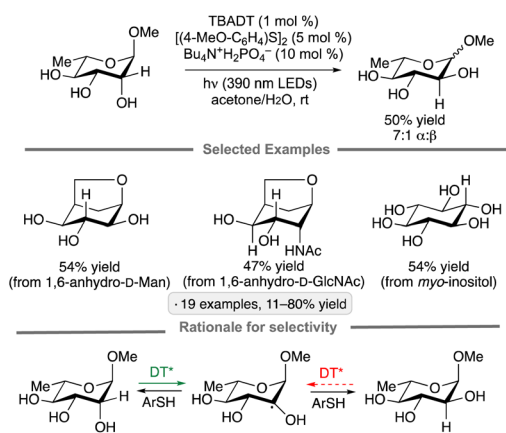 TBADT (1 mol %)
[(4-MeO-C₆H₄)S]₂ (5 mol %)
Bu₄N⁺H₂PO₄⁻ (10 mol %)
hν (390 nm LEDs)
acetone/H₂O, rt
OMe
Me
O
HO
HO
OH
H
OMe
Me
O
HO
HO
OH
H
50% yield
7:1 α:β
Selected Examples
O
H
O
HO
HO
OH
H
54% yield
(from 1,6-anhydro-D-Man)
O
H
O
HO
H
HO
NHAc
47% yield
(from 1,6-anhydro-D-GlcNAc)
H
OH
HO
HO
OH
OH
OH
54% yield
(from myo-inositol)
· 19 examples, 11–80% yield
Rationale for selectivity
OMe
Me
O
HO
HO
OH
H
DT*
ArSH
OMe
Me
O
HO
HO
OH
DT*
ArSH
OMe
Me
O
HO
HO
OH
H